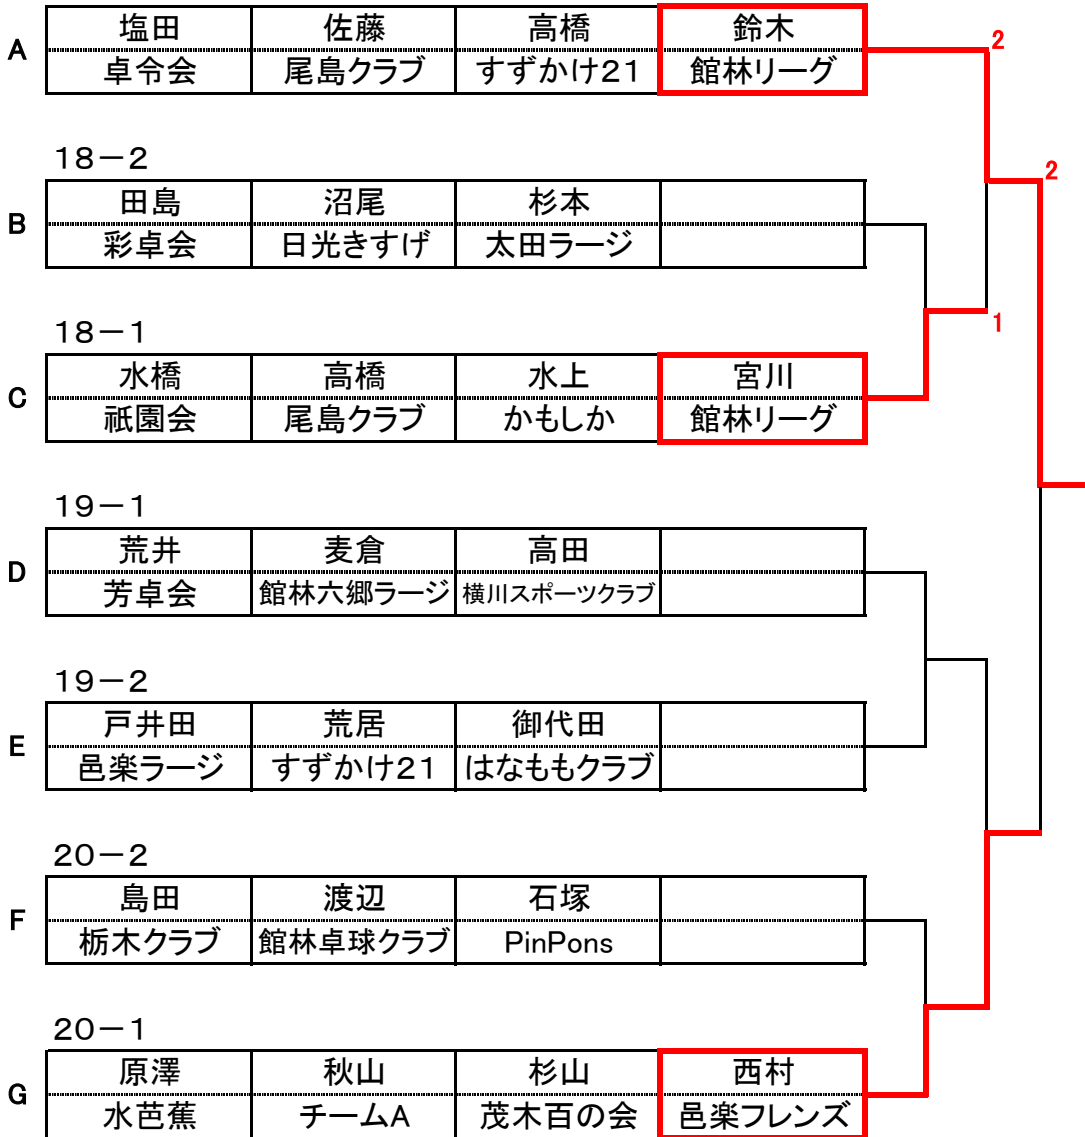 塩田 佐藤 高橋 鈴木
A
卓令会 尾島クラブ すずかけ21 館林リーグ
2
18-2
2
田島 沼尾 杉本
B
彩卓会 日光きすげ 太田ラージ
18-1
1
水橋 高橋 水上 宮川
C
祇園会 尾島クラブ かもしか 館林リーグ
19-1
荒井 麦倉 高田
D
芳卓会 館林六郷ラージ 横川スポーツクラブ
19-2
戸井田 荒居 御代田
E
邑楽ラージ すずかけ21 はなももクラブ
20-2
島田 渡辺 石塚
F
栃木クラブ 館林卓球クラブ PinPons
20-1
原澤 秋山 杉山 西村
G
水芭蕉 チームA 茂木百の会 邑楽フレンズ